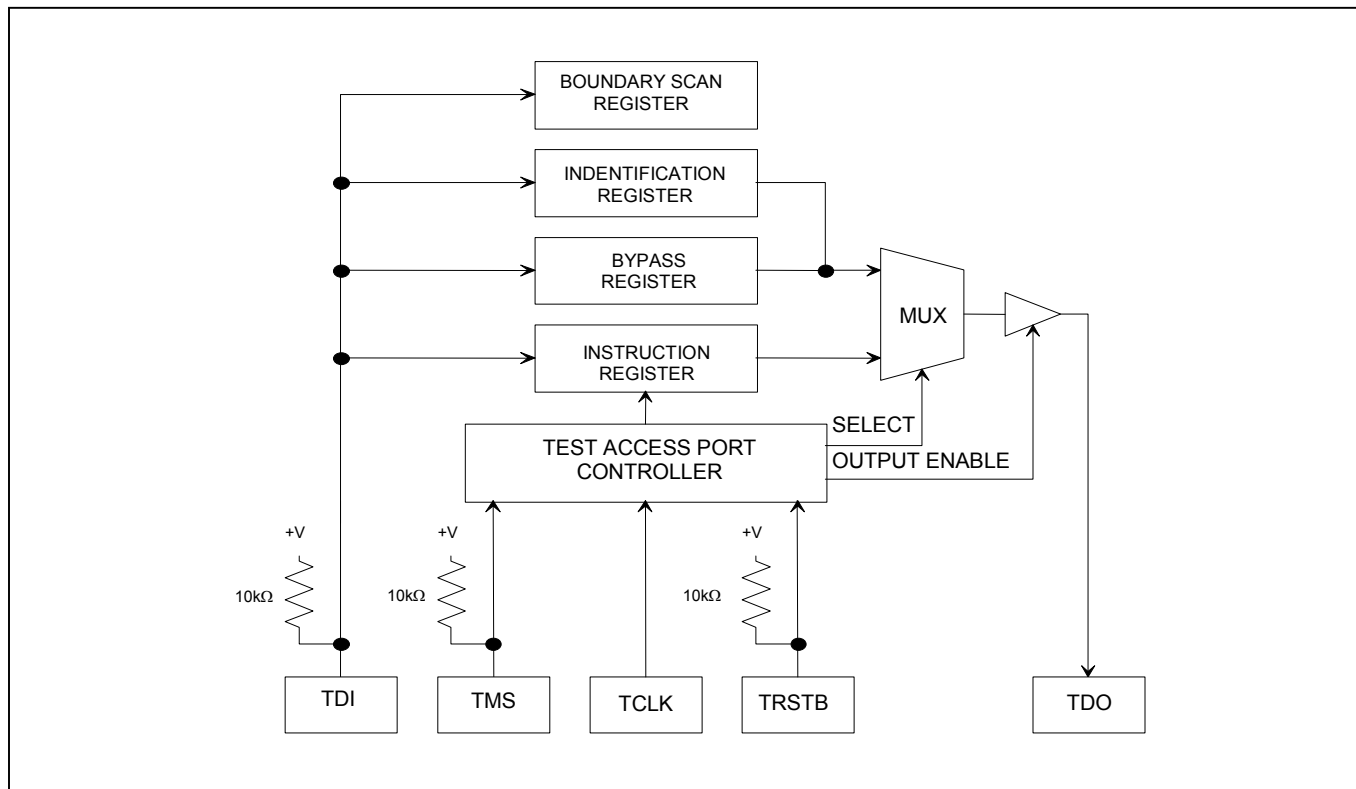 BOUNDARY SCAN
REGISTER
INDENTIFICATION
REGISTER
BYPASS
REGISTER
MUX
INSTRUCTION
REGISTER
SELECT
TEST ACCESS PORT
CONTROLLER
OUTPUT ENABLE
+V
+V
+V
10kΩ
10kΩ
10kΩ
TDI
TMS
TCLK
TRSTB
TDO